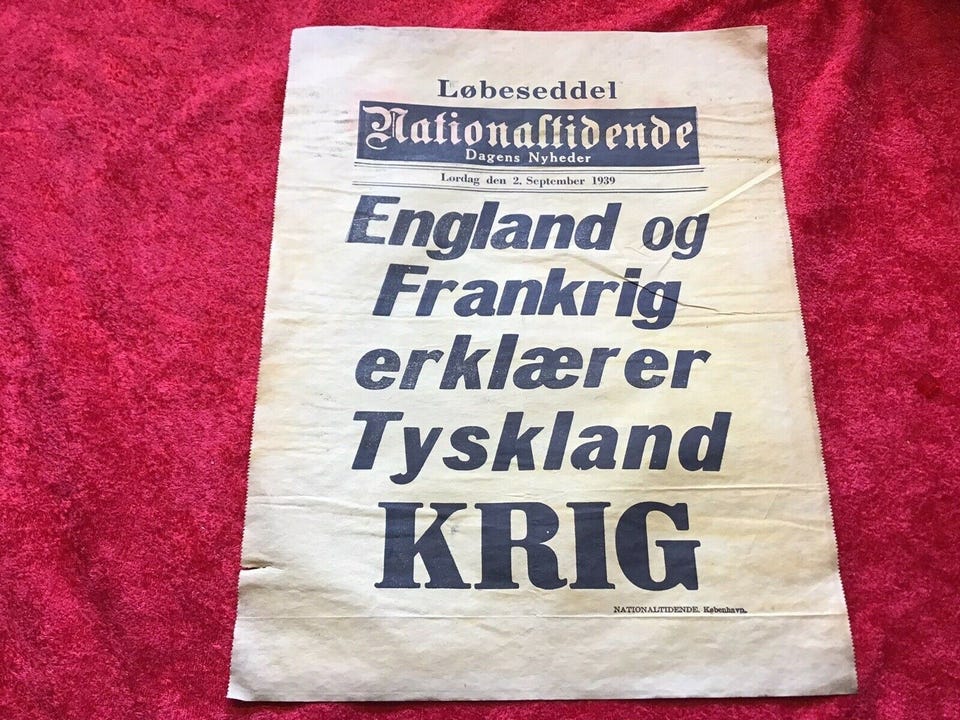 Løbeseddel
Nationaltidende
Dagens Nyheder
Lørdag den 2. September 1939
England og
Frankrig
erklærer
Tyskland
KRIG
NATIONALTIDENDE. København.